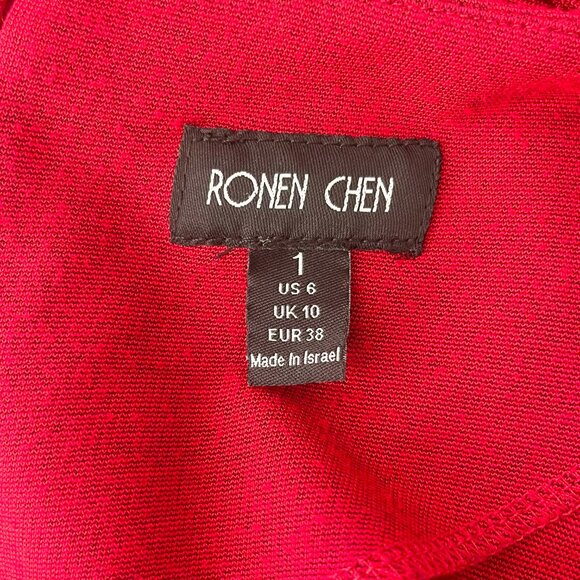 RONEN CHEN
1
US 6
UK 10
EUR 38
Made In Israel